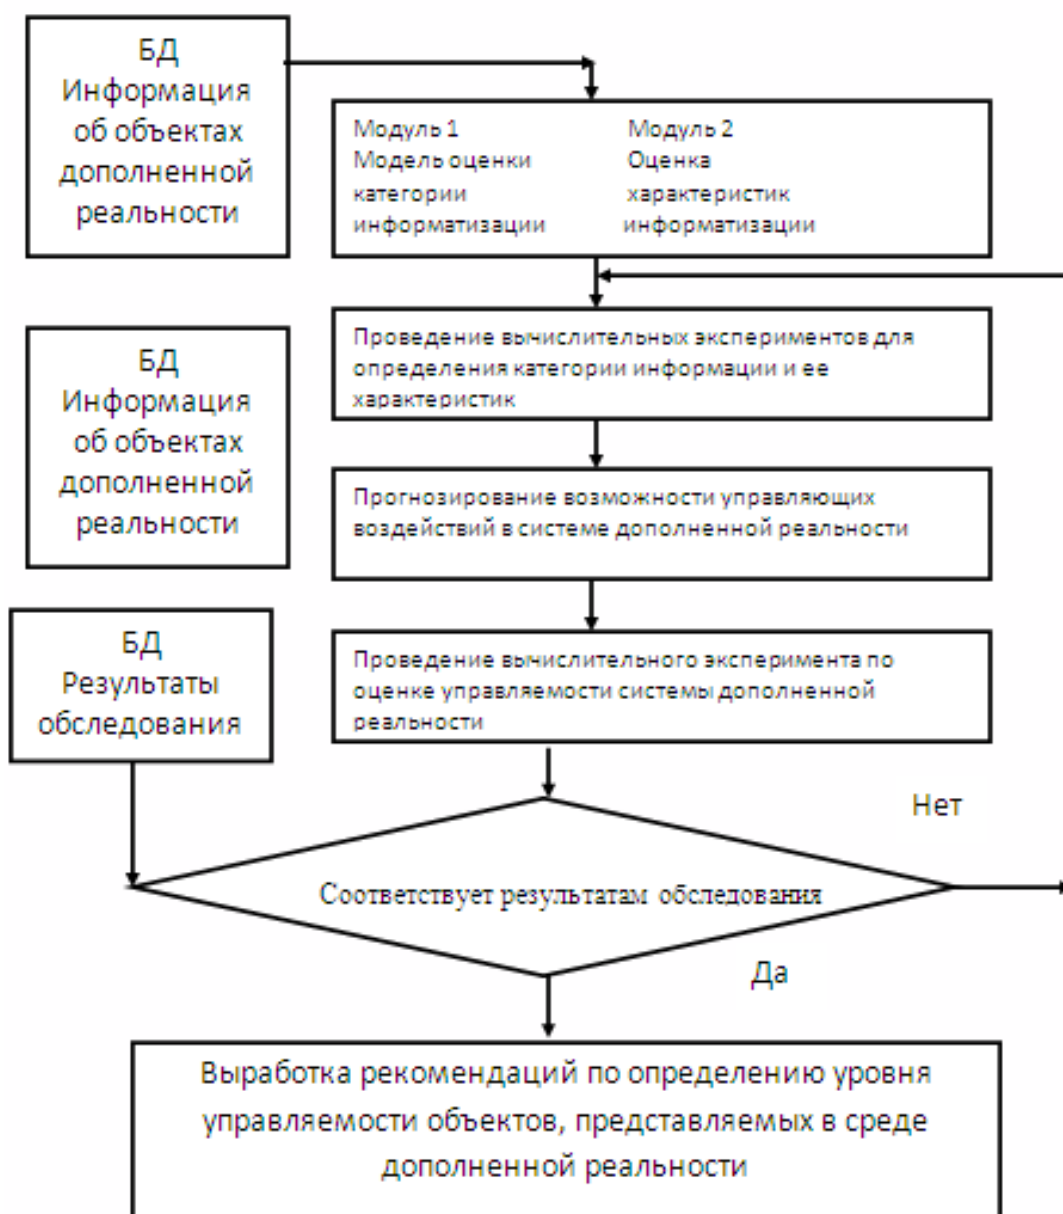 БД
Информация
об объектах
дополненной
реальности
Модуль 1
Модель оценки
категории
информатизации
Модуль 2
Оценка
характеристик
информатизации
Проведение вычислительных экспериментов для
определения категории информации и ее
характеристик
БД
Информация
об объектах
дополненной
реальности
Прогнозирование возможности управляющих
воздействий в системе дополненной реальности
БД
Результаты
обследования
Проведение вычислительного эксперимента по
оценке управляемости системы дополненной
реальности
Нет
Соответствует результатам обследования
Да
Выработка рекомендаций по определению уровня
управляемости объектов, представляемых в среде
дополненной реальности